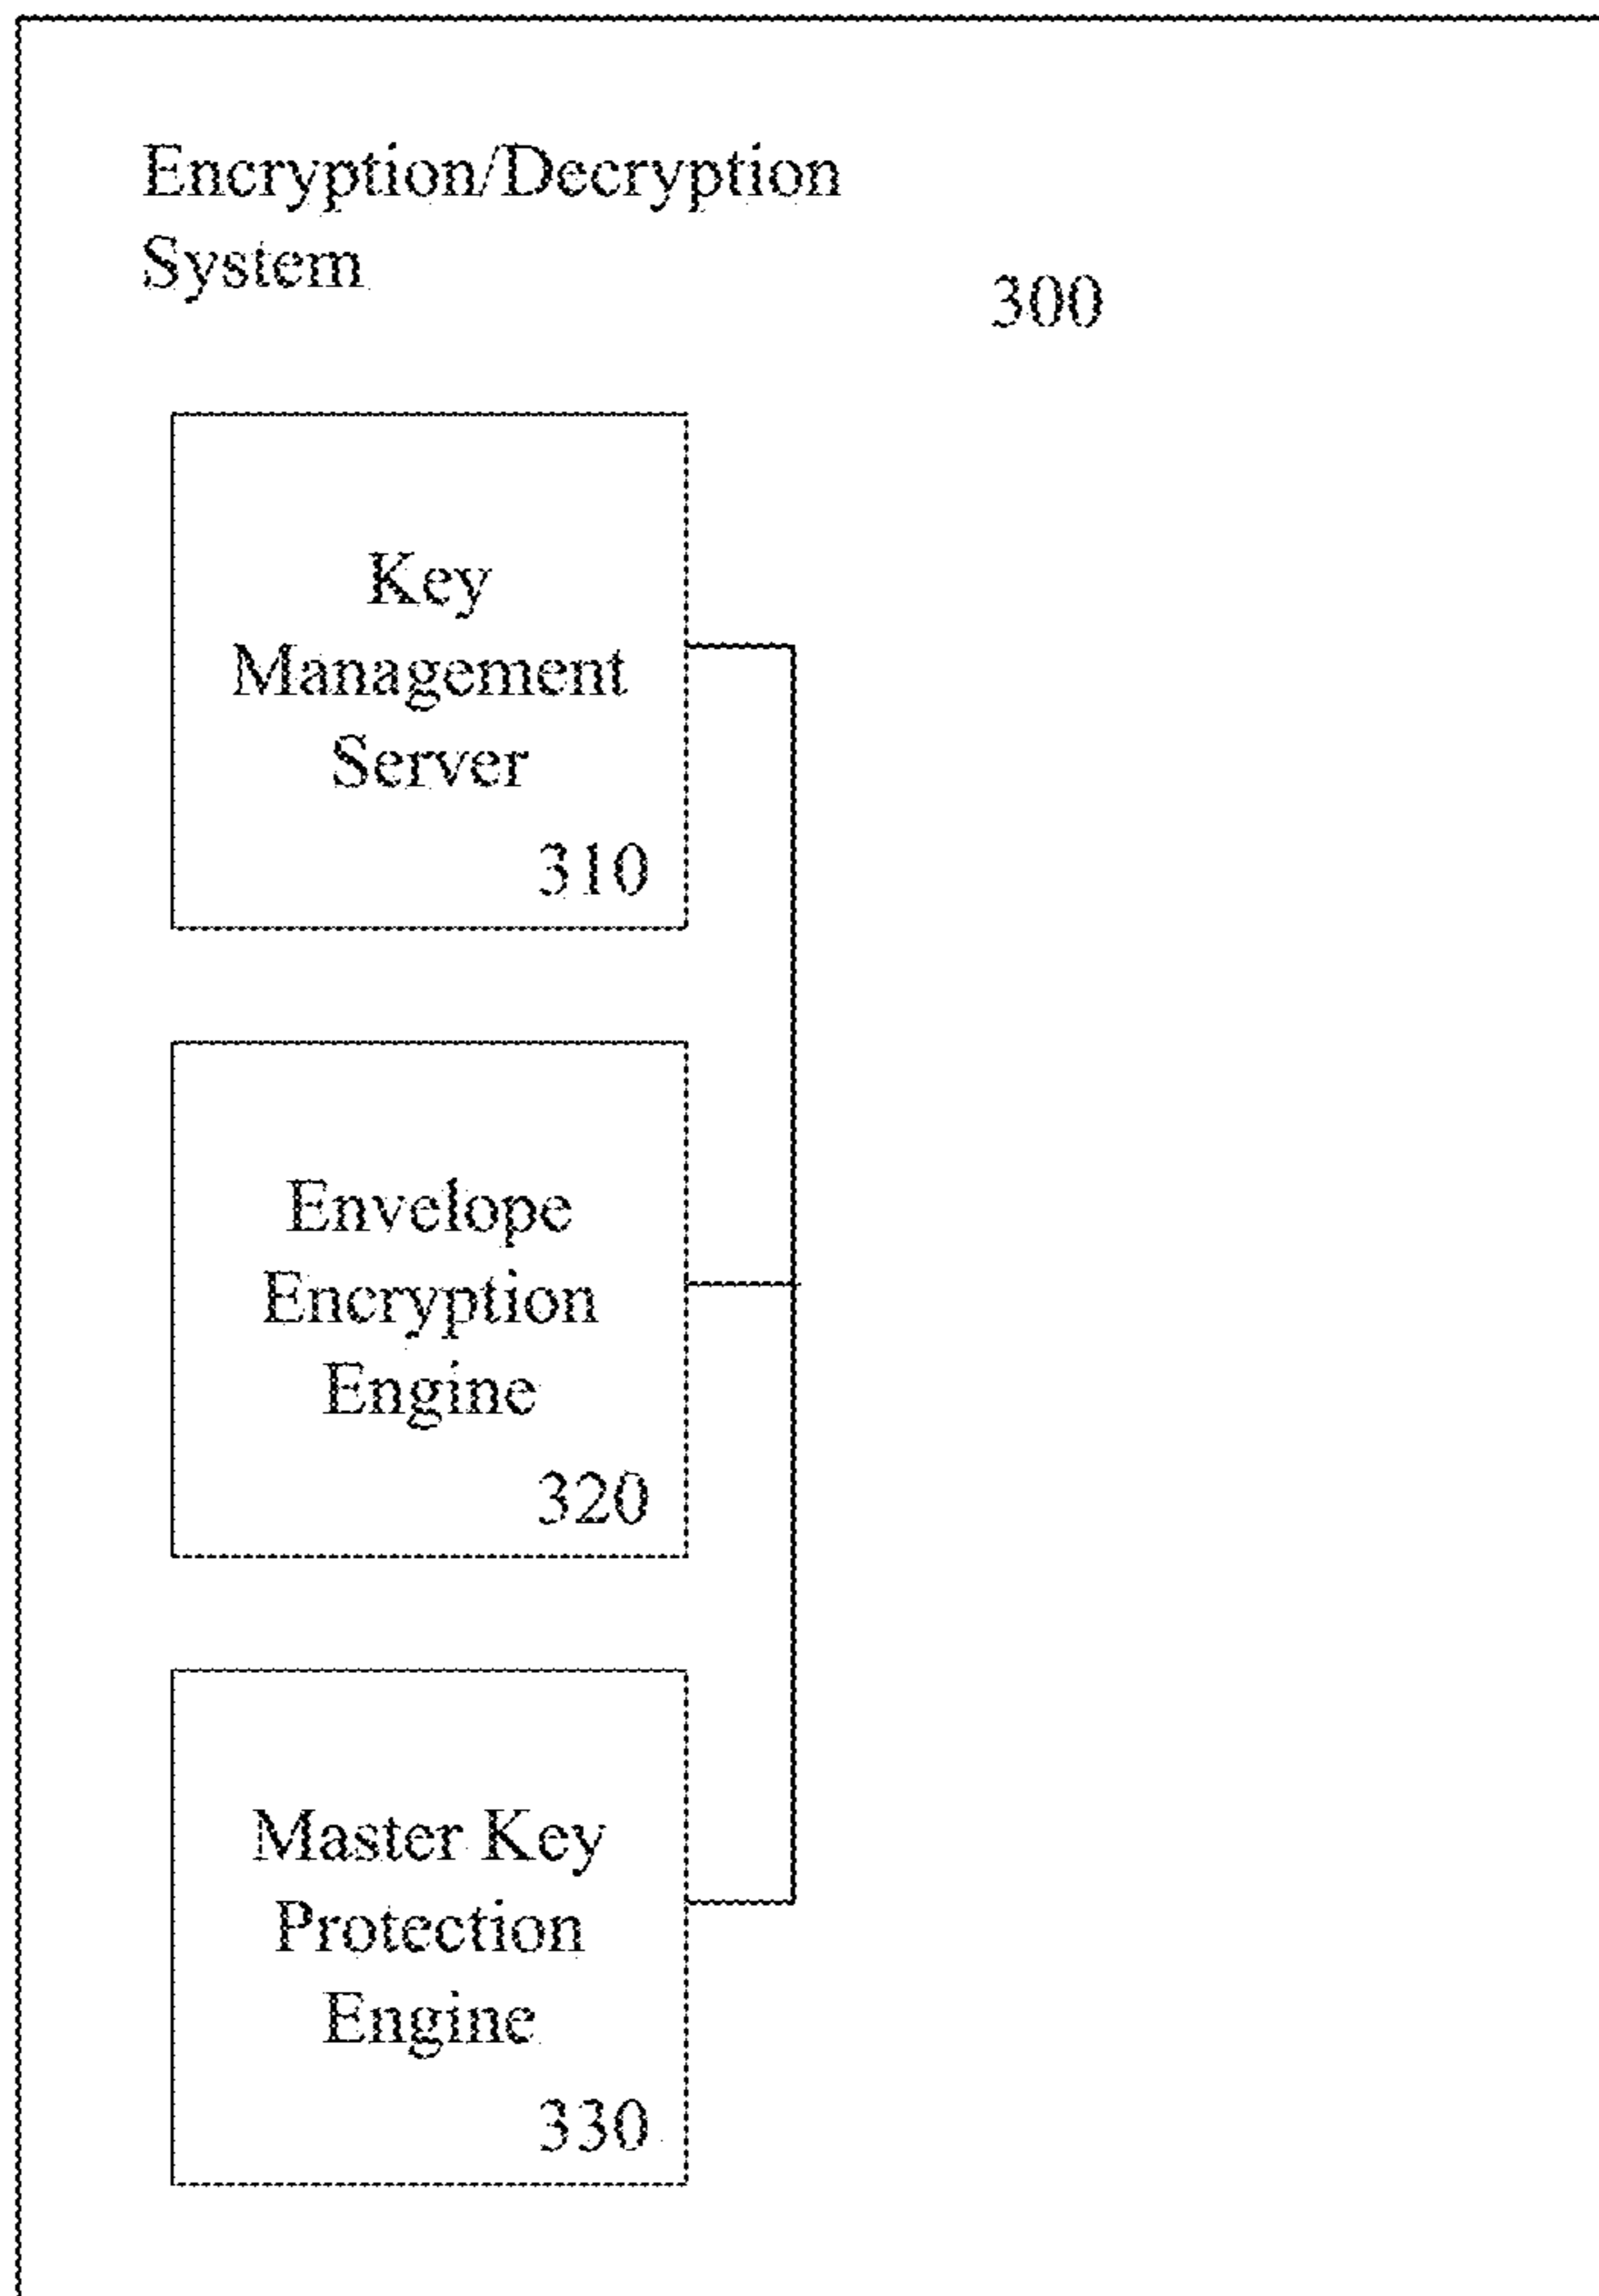 Encryption/Decryption
System
300
Key
Management
Server
310
Envelope
Encryption
Engine
320
Master Key
Protection
Engine
330